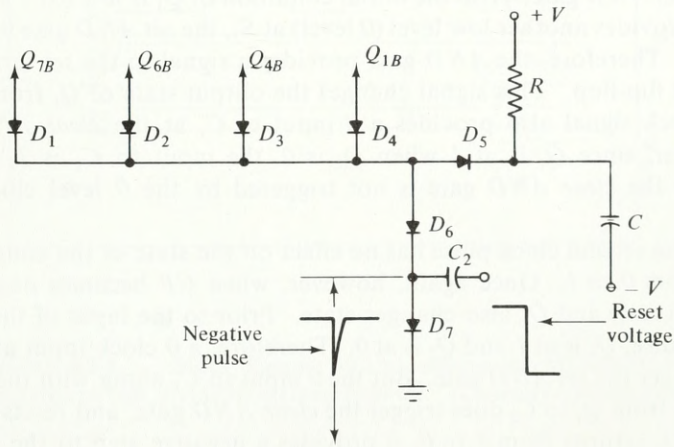 + V
Q7B Q6B Q4B Q1B
R
D1 D2 D3 D4 D5
D6
C
C2
− V
D7
Negative
pulse
Reset
voltage